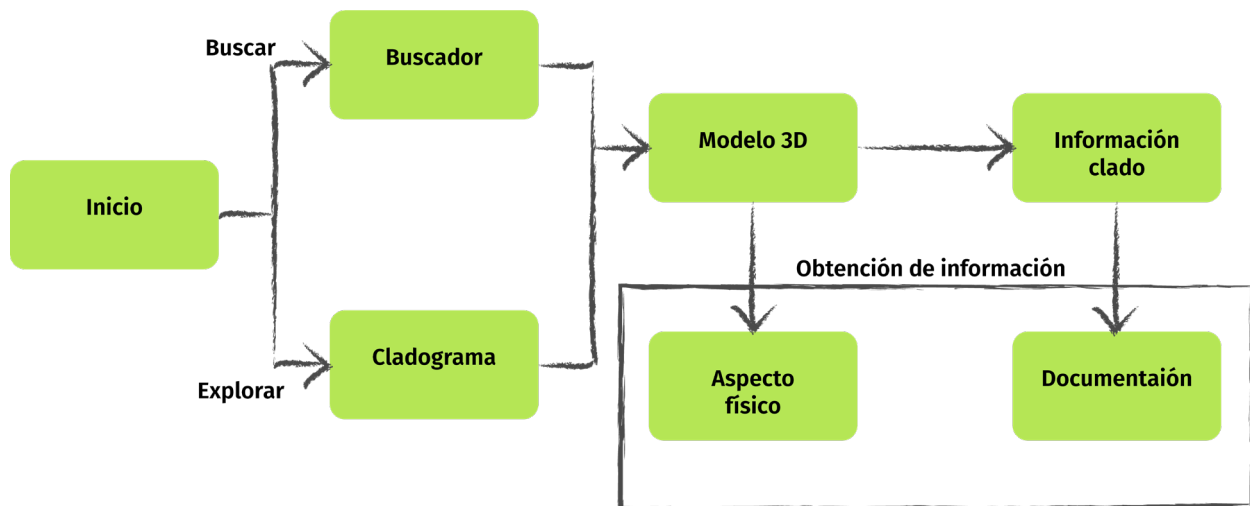 Buscar
Buscador
Modelo 3D
Información
clado
Inicio
Obtención de información
Cladograma
Explorar
Aspecto
físico
Documentaión